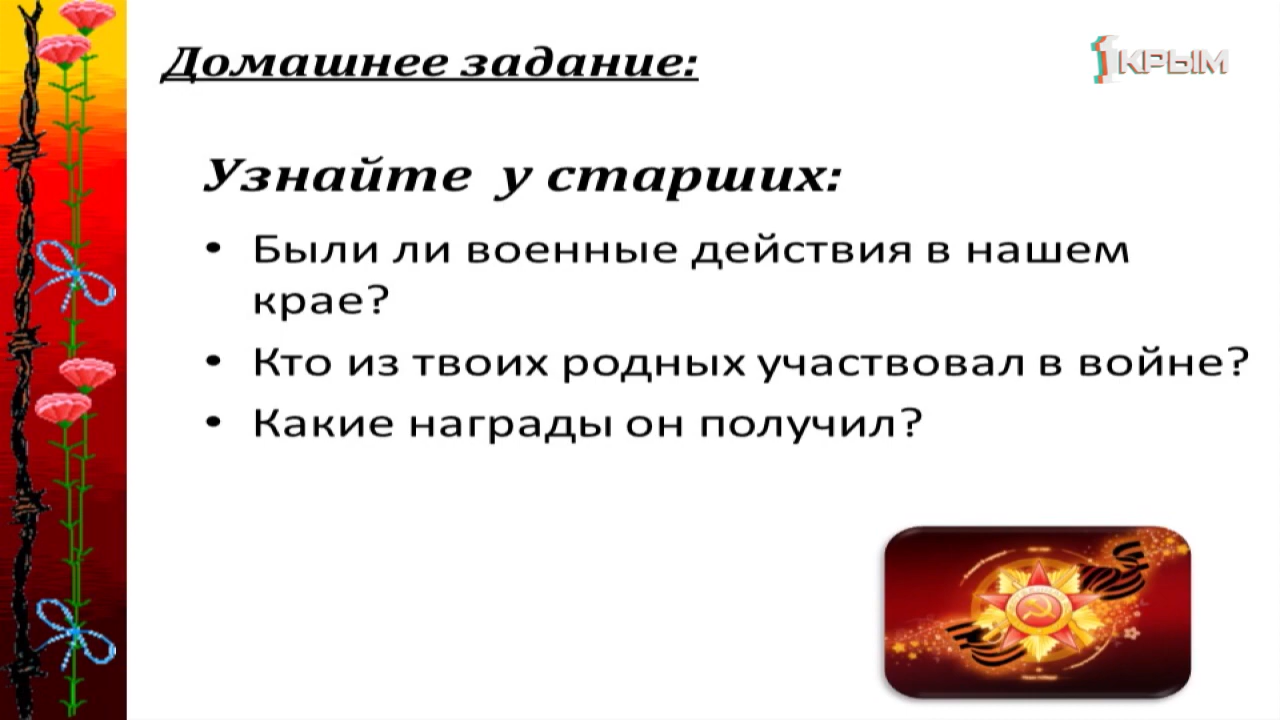 Домашнее задание:
1КРЫМ
Узнайте у старших:
• Были ли военные действия в нашем
крае?
• Кто из твоих родных участвовал в войне?
• Какие награды он получил?